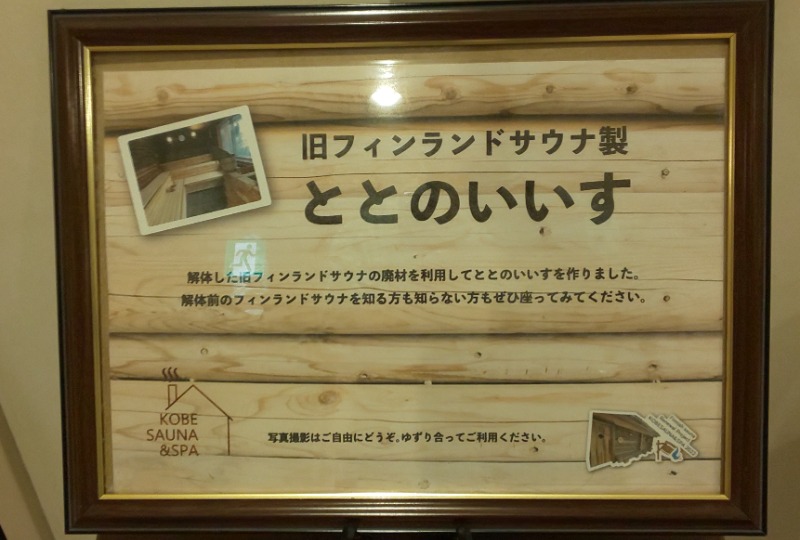 旧フィンランドサウナ製
ととのいいす
解体した旧フィンランドサウナの廃材を利用してととのいいすを作りました。
解体前のフィンランドサウナを知る方も知らない方もぜひ座ってみてください。
KOBE
SAUNA
&SPA
写真撮影はご自由にどうぞ。ゆずり合ってご利用ください。